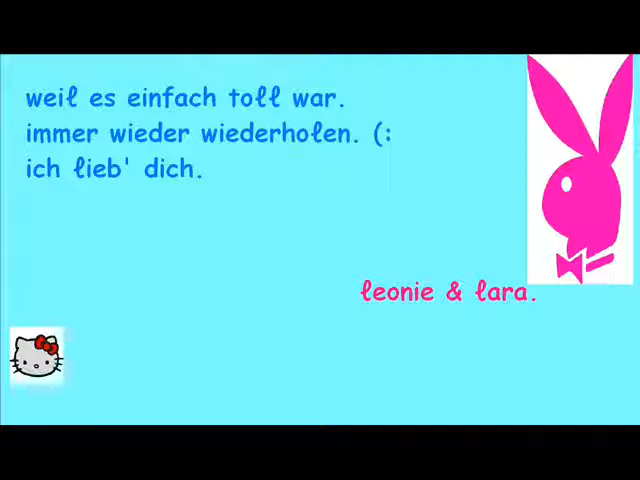 weil es einfach toll war.
immer wieder wiederholen. (:
ich lieb' dich.
leonie & lara.